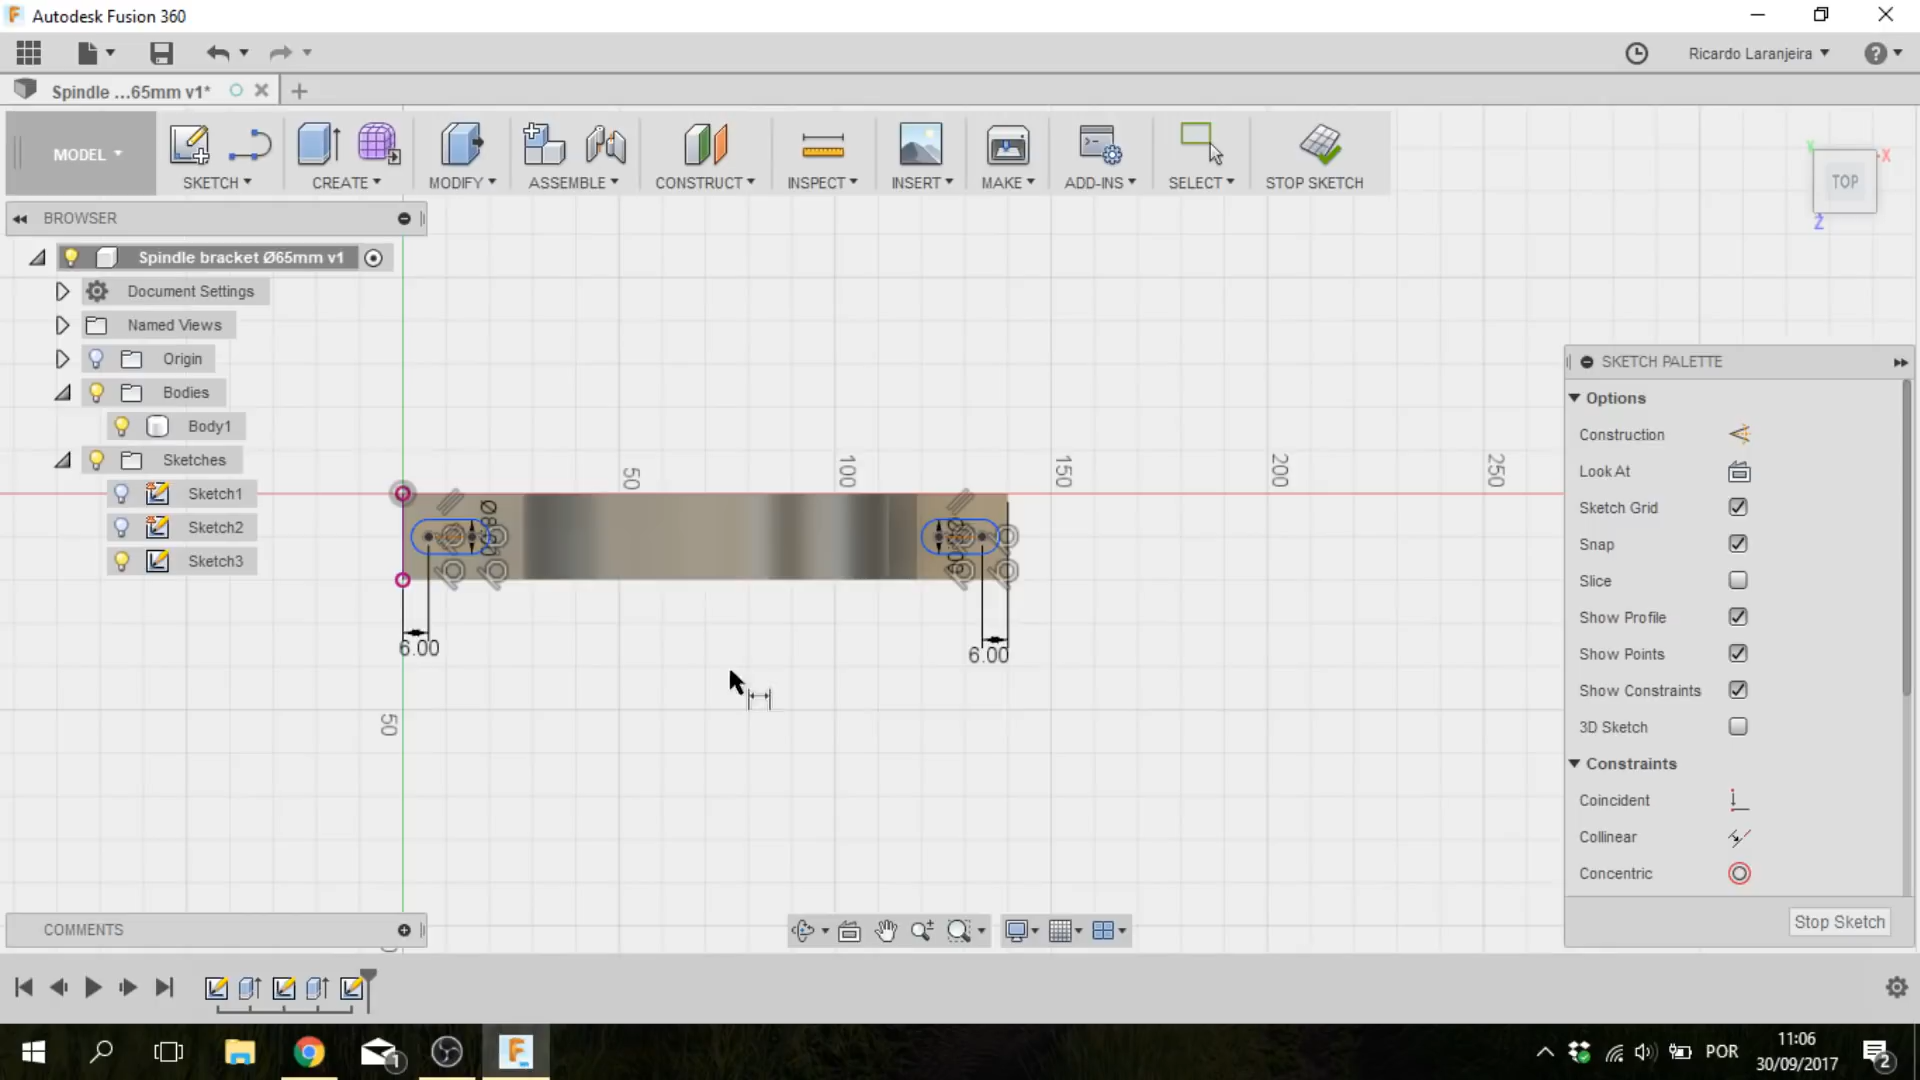 Autodesk Fusion 360
Ricardo Laranjeira
Spindle ...65mm v1*
MODEL
SKETCH
CREATE
MODIFY
ASSEMBLE
CONSTRUCT
INSPECT
INSERT
MAKE
ADD-INS
SELECT
STOP SKETCH
TOP
X
Y
Z
BROWSER
Spindle bracket Ø65mm v1
Document Settings
Named Views
Origin
Bodies
Body1
Sketches
Sketch1
Sketch2
Sketch3
50
100
150
200
250
50
6.00
6.00
SKETCH PALETTE
Options
Construction
Look At
Sketch Grid
Snap
Slice
Show Profile
Show Points
Show Constraints
3D Sketch
Constraints
Coincident
Collinear
Concentric
Stop Sketch
COMMENTS
1
POR
11:06
30/09/2017
2